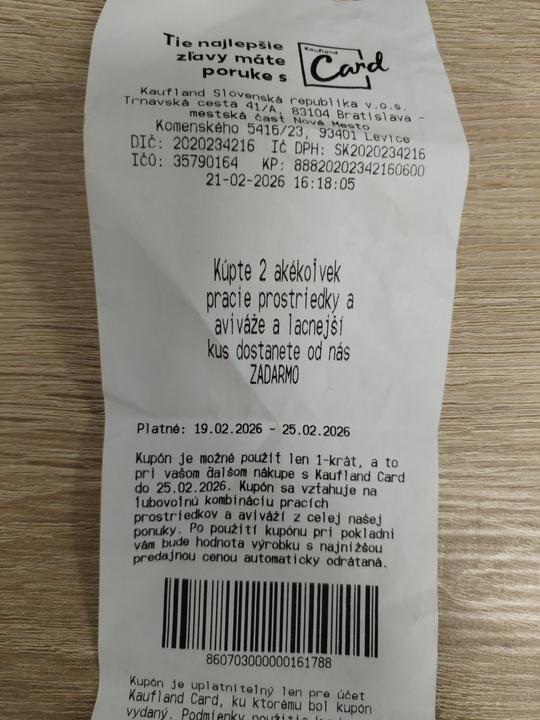 Tie najlepšie
zľavy máte
poruke s
Kaufland
Card
Kaufland Slovenská republika v.o.s.
Trnavská cesta 41/A, 83104 Bratislava -
mestská časť Nové Mesto
Komenského 5416/23, 93401 Levice
DIČ: 2020234216 IČ DPH: SK2020234216
IČO: 35790164 KP: 88820202342160600
21-02-2026 16:18:05
Kúpte 2 akékoľvek
pracie prostriedky a
aviváže a lacnejší
kus dostanete od nás
ZADARMO
Platné: 19.02.2026 - 25.02.2026
Kupón je možné použiť len 1-krát, a to
pri vašom ďalšom nákupe s Kaufland Card
do 25.02.2026. Kupón sa vzťahuje na
ľubovoľnú kombináciu pracích
prostriedkov a aviváží z celej našej
ponuky. Po použití kupónu pri pokladni
vám bude hodnota výrobku s najnižšou
predajnou cenou automaticky odrátaná.
860703000000161788
Kupón je uplatniteľný len pre účet
Kaufland Card, ku ktorému bol kupón
vydaný. Podmienky použitia